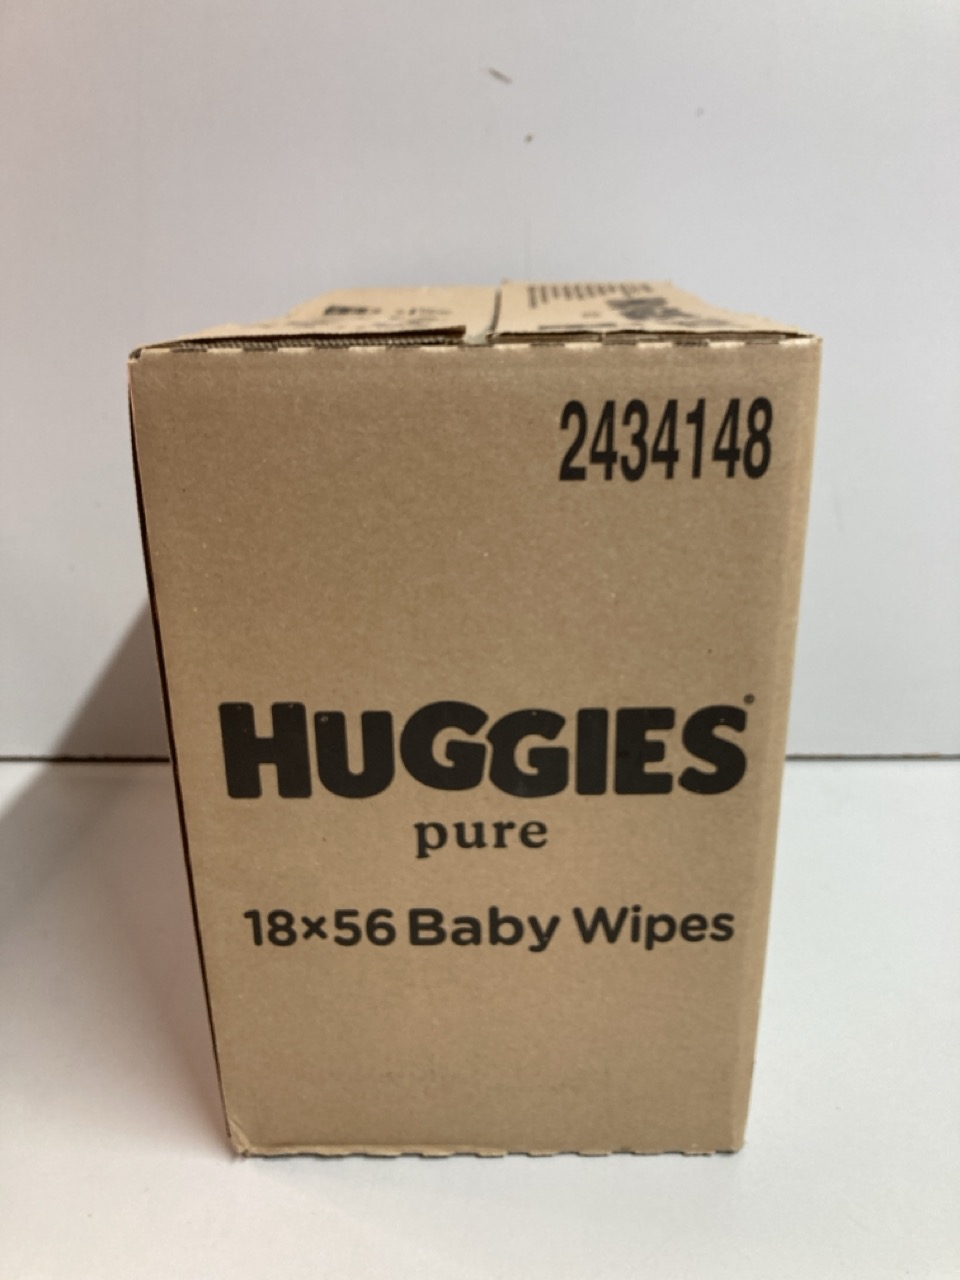 2434148
HUGGIES®
pure
18×56 Baby Wipes